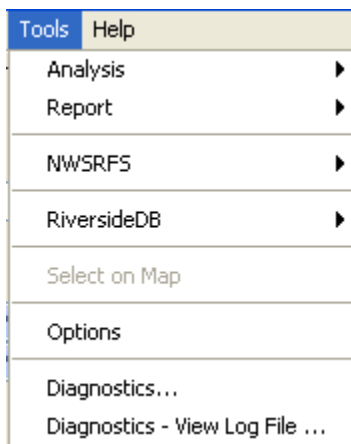 Tools Help
Analysis
Report
NWSRFS
RiversideDB
Select on Map
Options
Diagnostics...
Diagnostics - View Log File ...